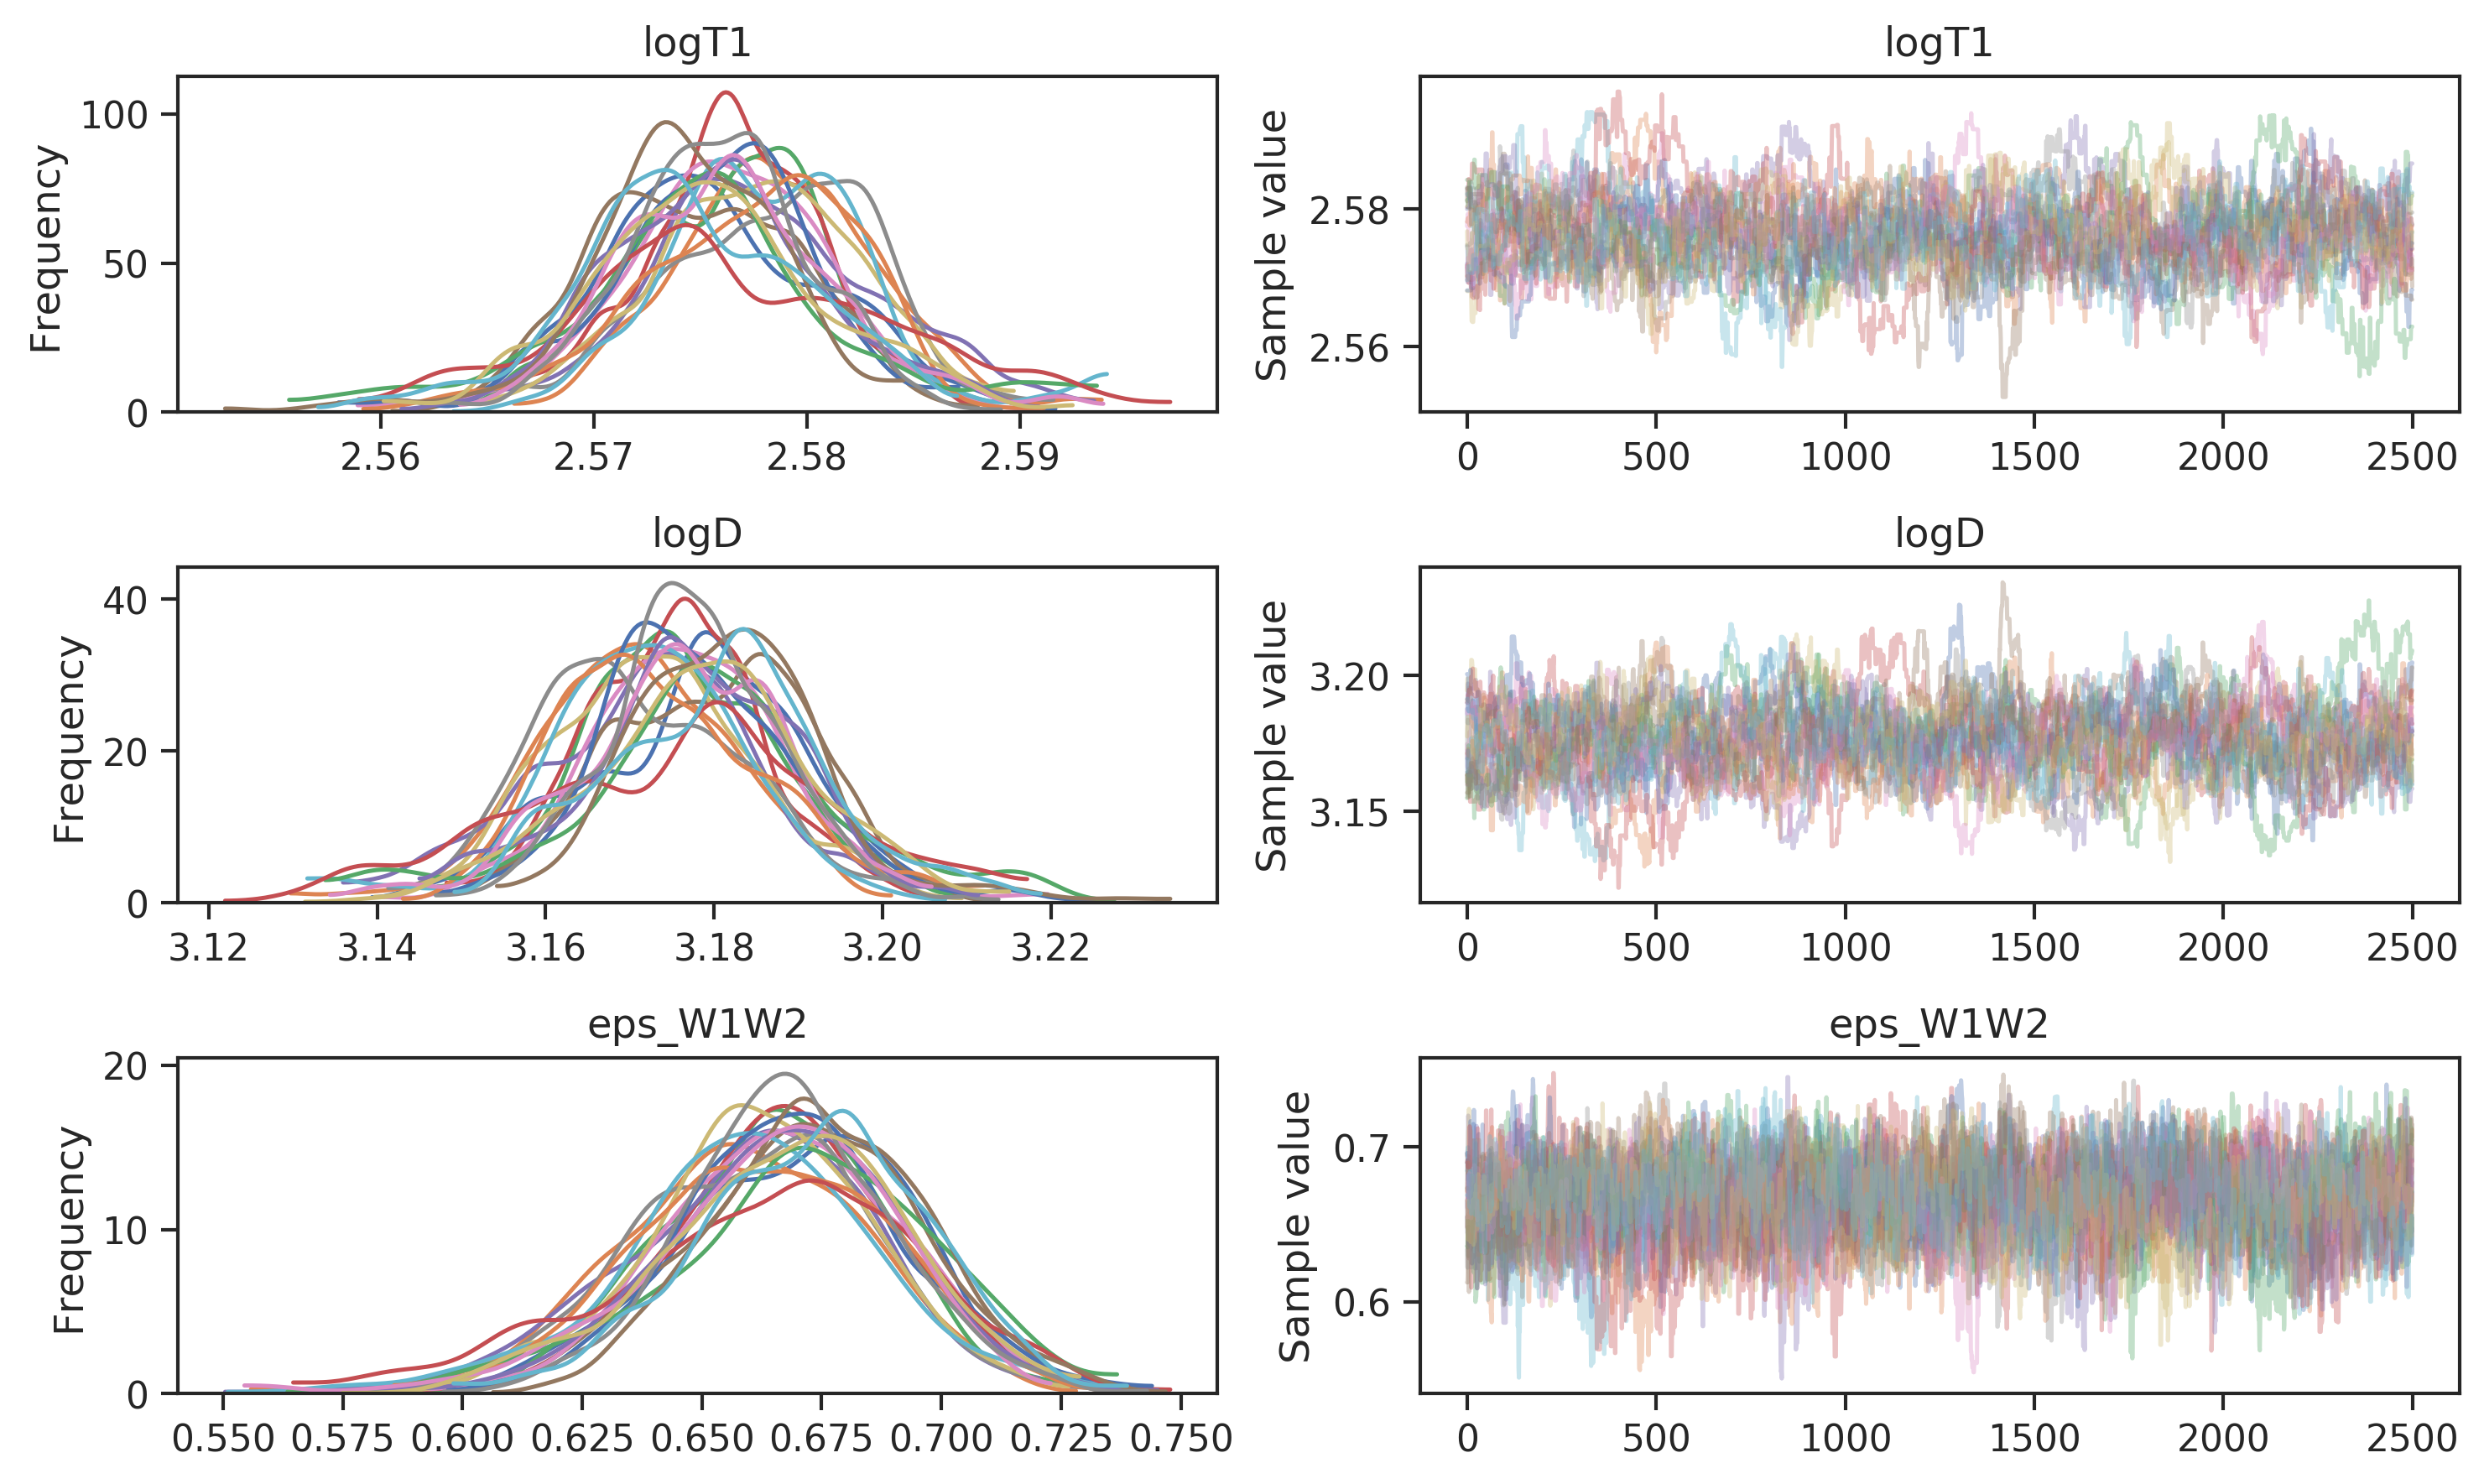 logT1
logT1
100
50
0
Frequency
2.56 2.57 2.58 2.59
Sample value
2.58
2.56
0 500 1000 1500 2000 2500
logD
logD
40
20
0
Frequency
3.12 3.14 3.16 3.18 3.20 3.22
Sample value
3.20
3.15
0 500 1000 1500 2000 2500
eps_W1W2
eps_W1W2
20
10
0
Frequency
0.550 0.575 0.600 0.625 0.650 0.675 0.700 0.725 0.750
Sample value
0.7
0.6
0 500 1000 1500 2000 2500